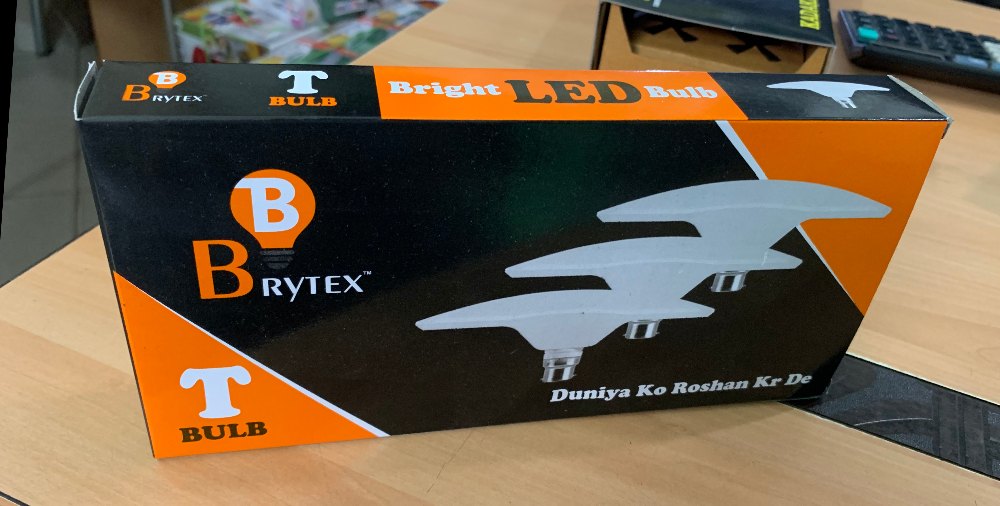 BRYTEX™
T
BULB
Bright LED Bulb
B
BRYTEX™
T
BULB
Duniya Ko Roshan Kr De